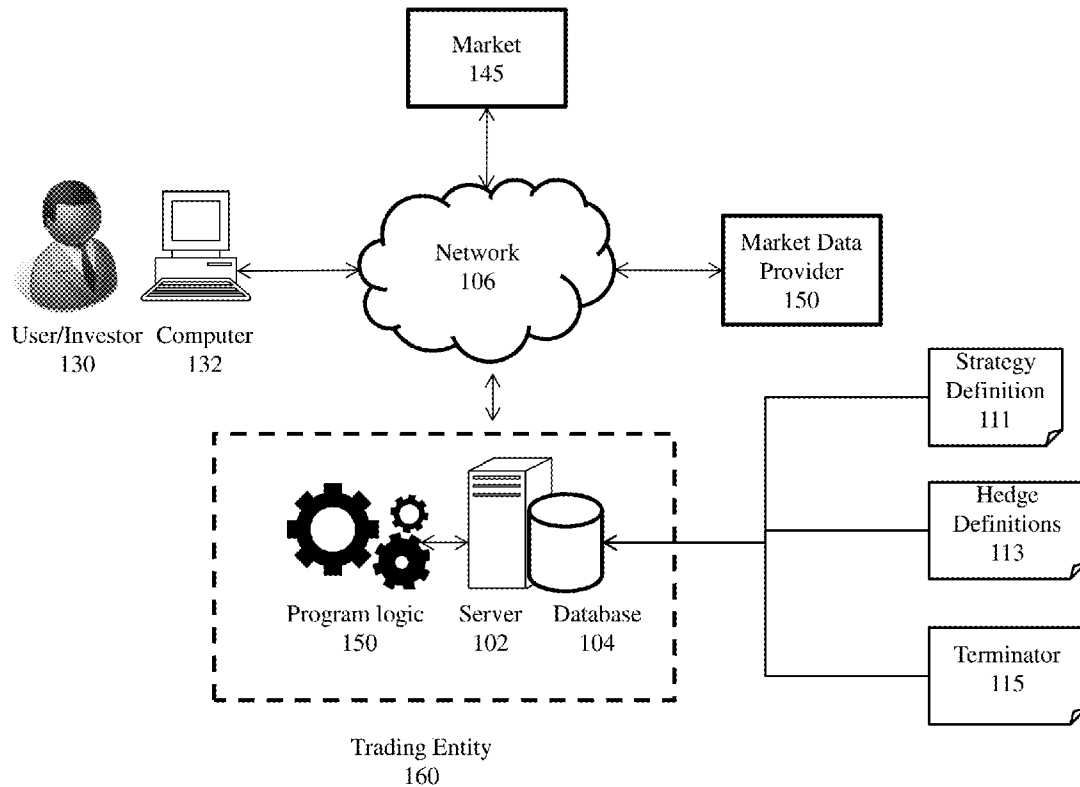 Market
145
Network
106
Market Data
Provider
150
User/Investor
130
Computer
132
Strategy
Definition
111
Hedge
Definitions
113
Terminator
115
Program logic
150
Server
102
Database
104
Trading Entity
160